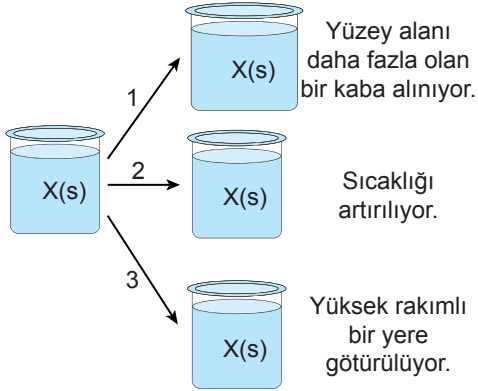 Yüzey alanı
daha fazla olan
bir kaba alınıyor.
X(s)
1
X(s)
2
X(s)
Sıcaklığı
artırılıyor.
3
X(s)
Yüksek rakımlı
bir yere
götürülüyor.